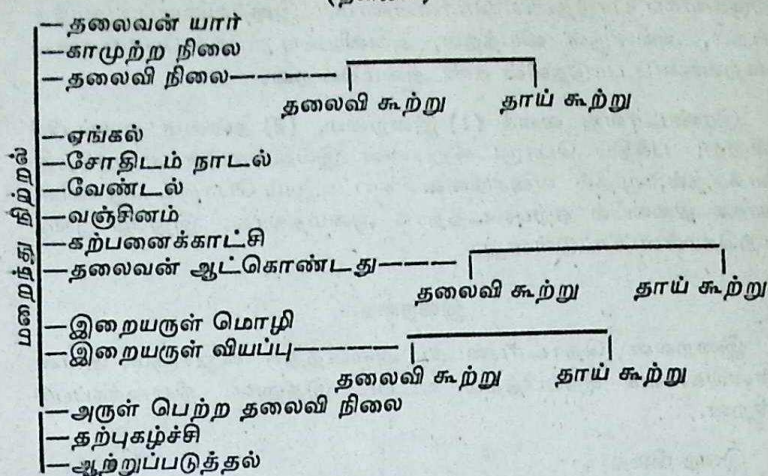 தலைவன் யார்
காமுற்ற நிலை
தலைவி நிலை
தலைவி கூற்று தாய் கூற்று
ஏங்கல்
சோதிடம் நாடல்
வேண்டல்
வஞ்சினம்
கற்பனைக்காட்சி
தலைவன் ஆட்கொண்டது
தலைவி கூற்று தாய் கூற்று
இறையருள் மொழி
இறையருள் வியப்பு
தலைவி கூற்று தாய் கூற்று
அருள் பெற்ற தலைவி நிலை
தற்புகழ்ச்சி
ஆற்றுப்படுத்தல்